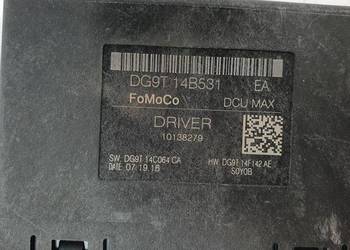 DG9T 14B531 EA
FoMoCo DCU MAX
DRIVER
10138279
SW: DG9T 14C064 CA HW: DG9T 14F142 AE
DATE 07.19.16 S0Y0B